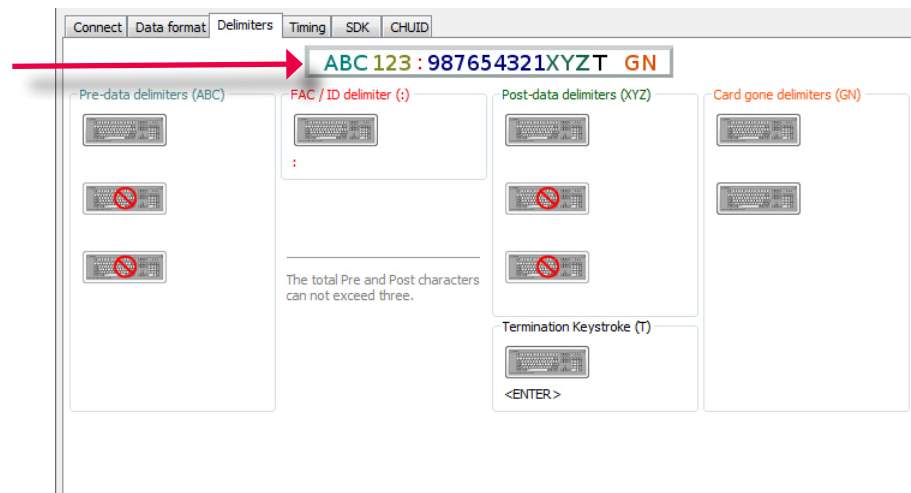 Connect Data format Delimiters Timing SDK CHUID
ABC 123 : 987654321XYZT GN
Pre-data delimiters (ABC)
FAC / ID delimiter (:)
:
The total Pre and Post characters
can not exceed three.
Post-data delimiters (XYZ)
Termination Keystroke (T)
<ENTER>
Card gone delimiters (GN)